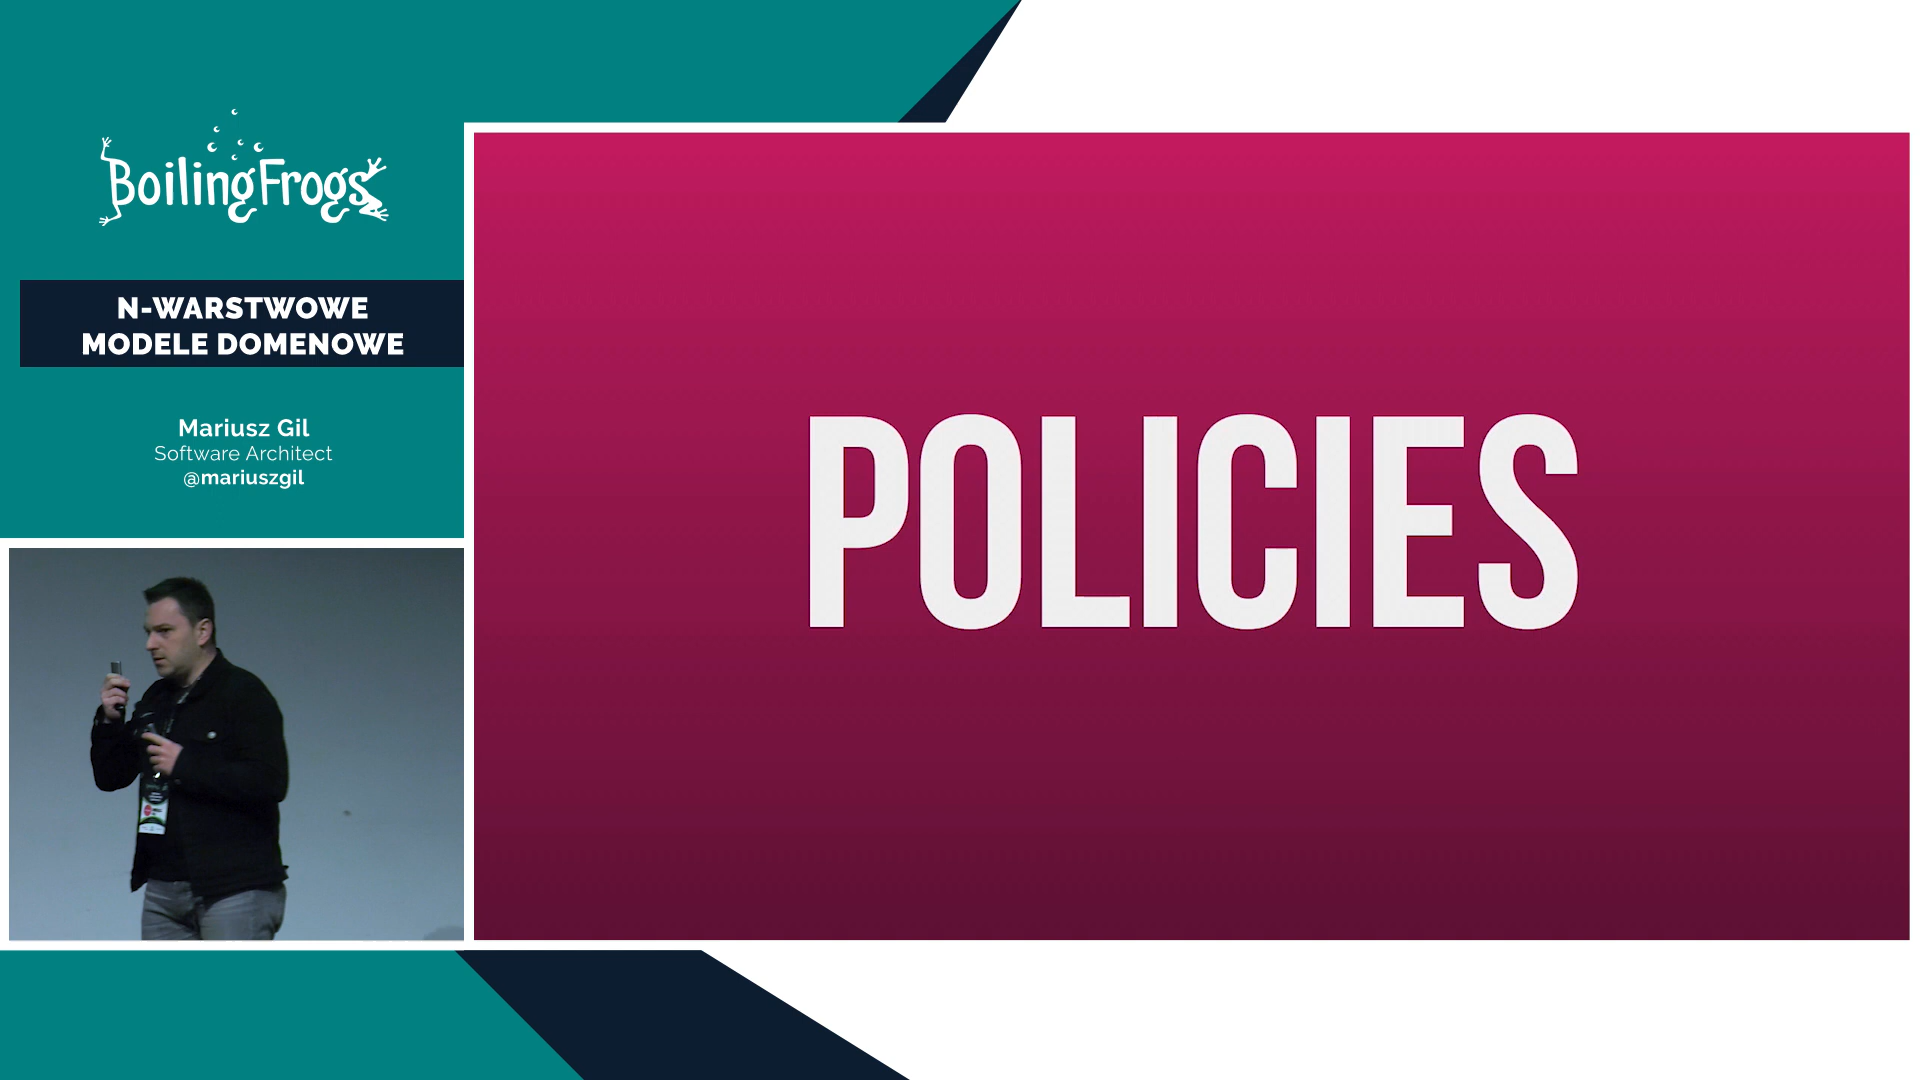 BoilingFrogs
N-WARSTWOWE
MODELE DOMENOWE
Mariusz Gil
Software Architect
@mariuszgil
POLICIES